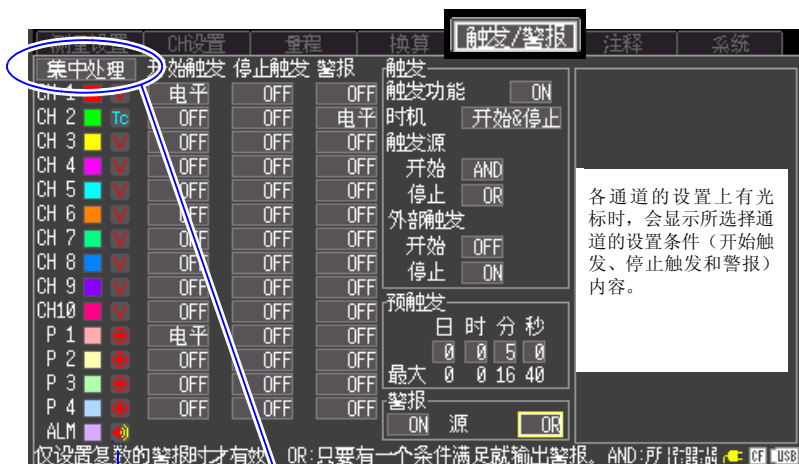 测量设置 CH设置 量程 换算 触发/警报 注释 系统
集中处理 开始触发 停止触发 警报
CH 1 V 电平 OFF OFF
CH 2 Tc OFF OFF 电平
CH 3 V OFF OFF OFF
CH 4 V OFF OFF OFF
CH 5 V OFF OFF OFF
CH 6 V OFF OFF OFF
CH 7 V OFF OFF OFF
CH 8 V OFF OFF OFF
CH 9 V OFF OFF OFF
CH10 V OFF OFF OFF
P 1 电平 OFF OFF
P 2 OFF OFF OFF
P 3 OFF OFF OFF
P 4 OFF OFF OFF
ALM
触发
触发功能 ON
时机 开始&停止
触发源
开始 AND
停止 OR
外部触发
开始 OFF
停止 ON
预触发
日 时 分 秒
0 0 5 0
最大 0 0 16 40
警报
ON 源 OR
各通道的设置上有光
标时，会显示所选择通
道的设置条件（开始触
发、停止触发和警报）
内容。
仅设置复数的警报时才有效 OR:只要有一个条件满足就输出警报。AND:所 CF USB